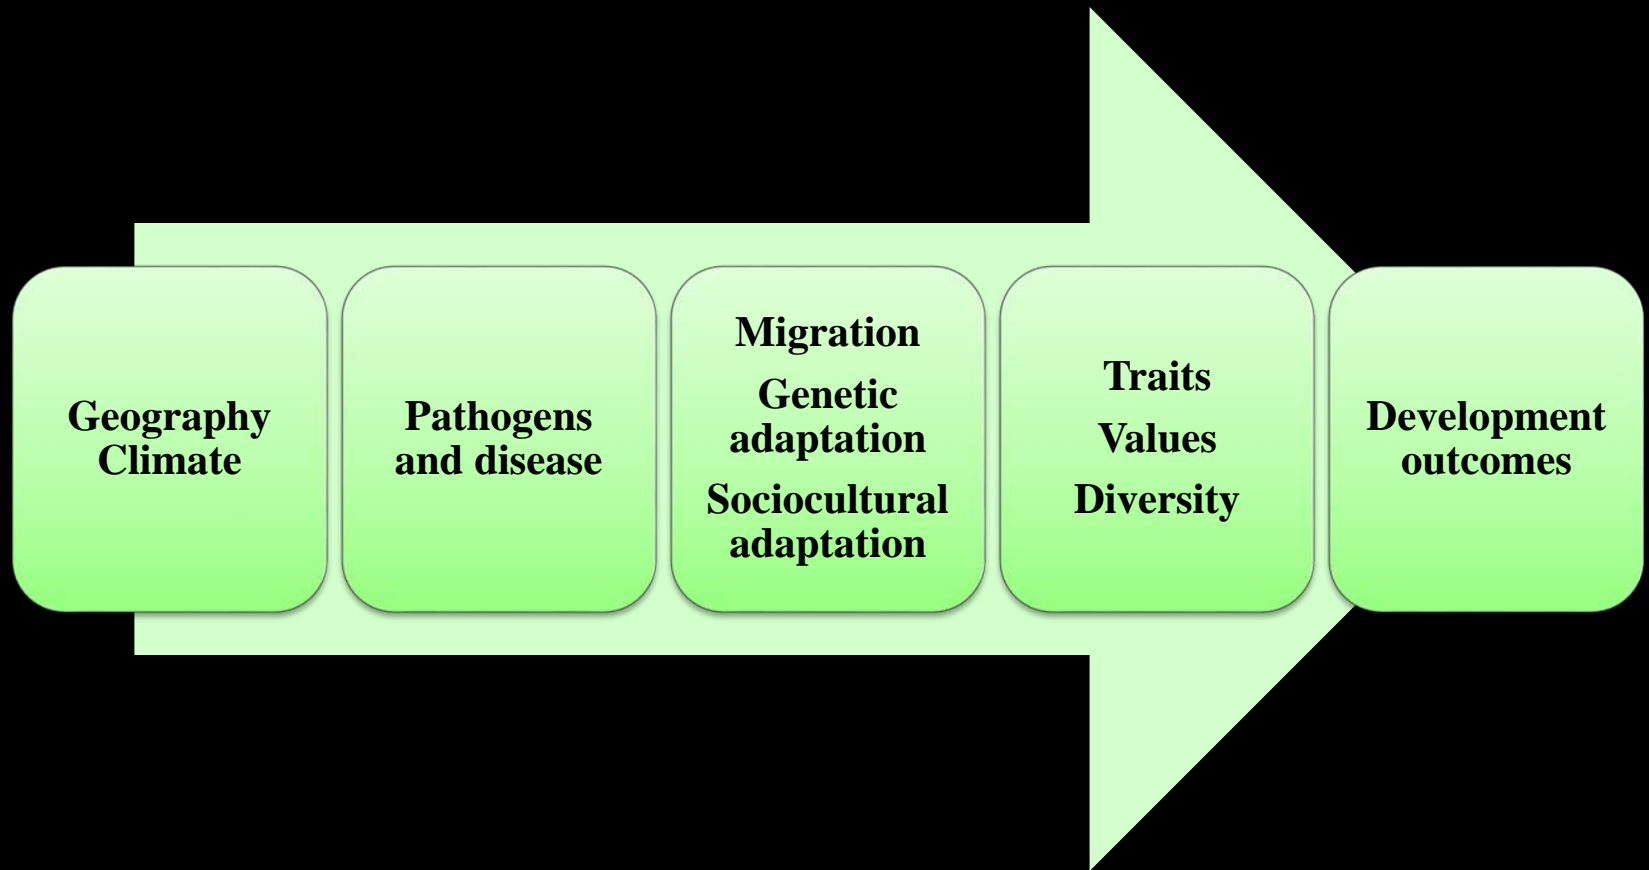 Geography
Climate
Pathogens
and disease
Migration
Genetic
adaptation
Sociocultural
adaptation
Traits
Values
Diversity
Development
outcomes